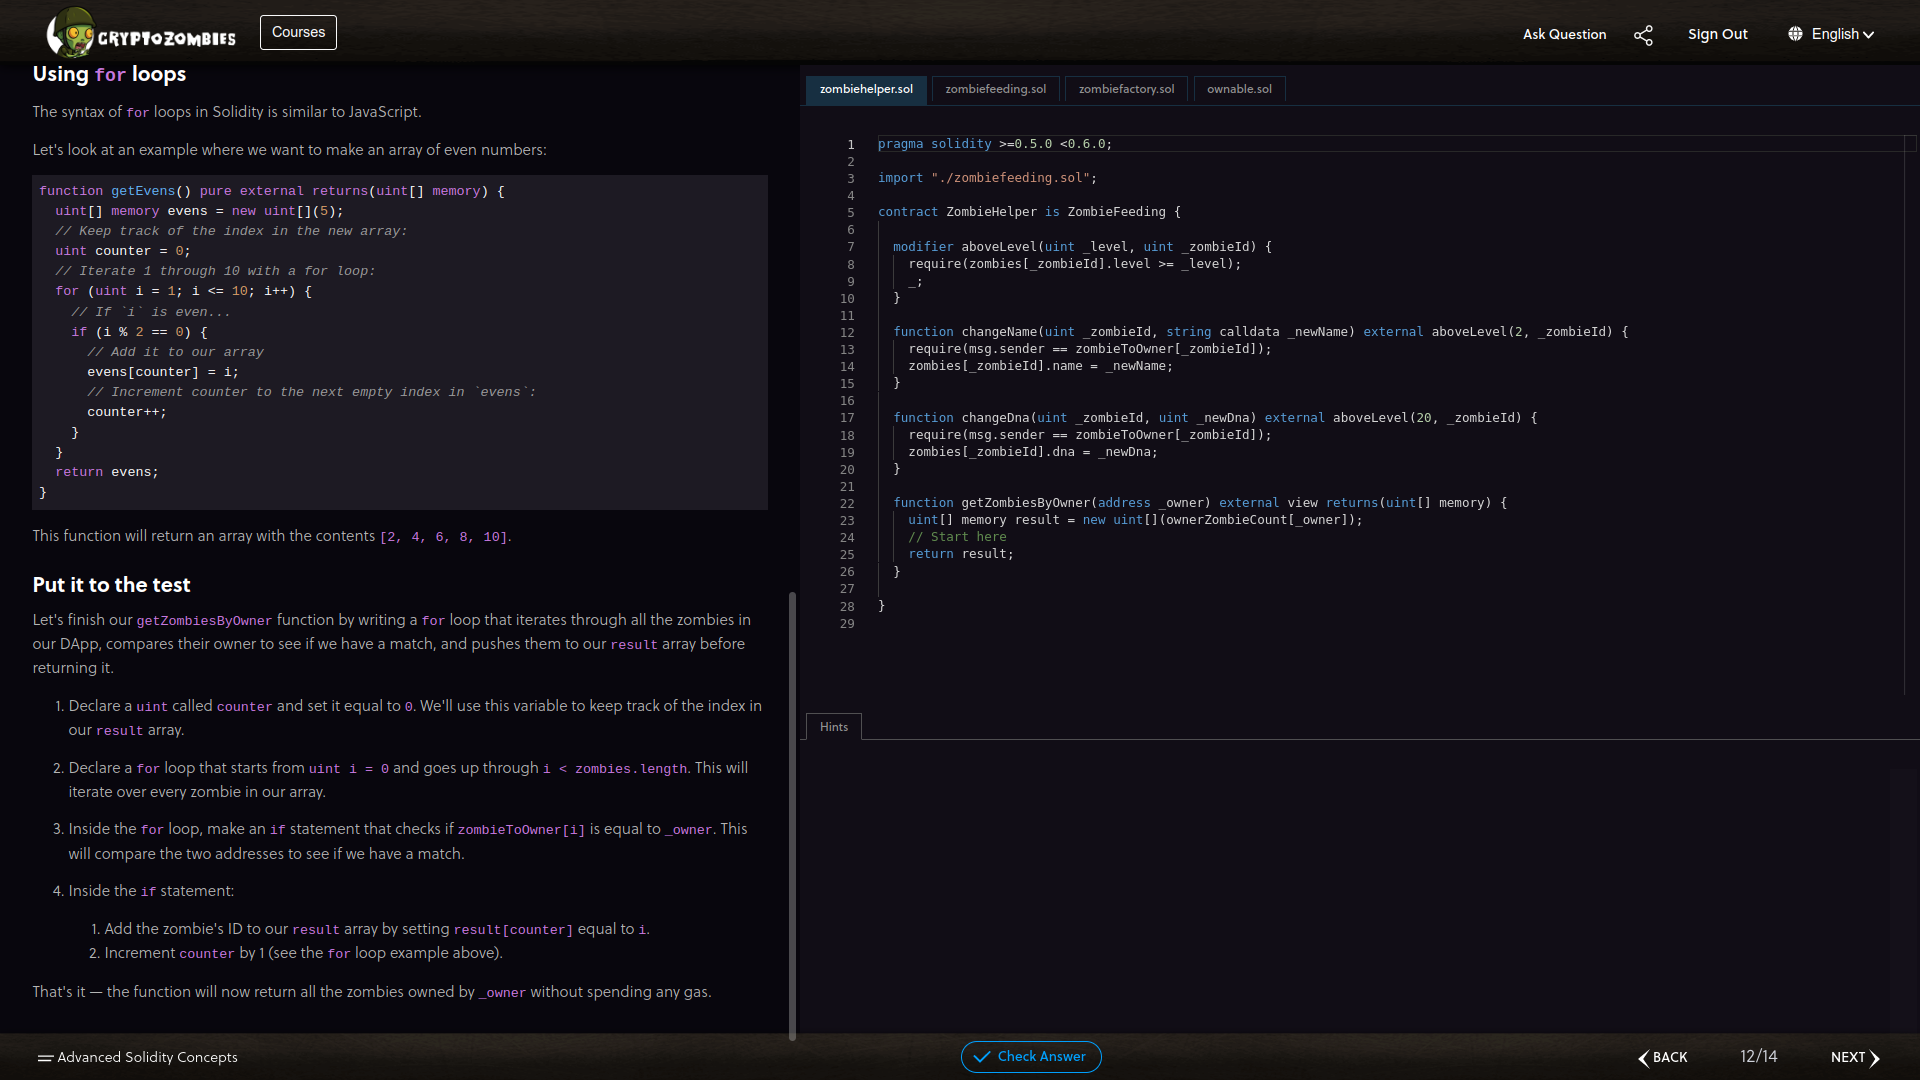 CRYPTOZOMBIES
Courses
Ask Question
Sign Out
English
Using for loops
The syntax of for loops in Solidity is similar to JavaScript.
Let's look at an example where we want to make an array of even numbers:
function getEvens() pure external returns(uint[] memory) {
uint[] memory evens = new uint[](5);
// Keep track of the index in the new array:
uint counter = 0;
// Iterate 1 through 10 with a for loop:
for (uint i = 1; i <= 10; i++) {
// If `i` is even...
if (i % 2 == 0) {
// Add it to our array
evens[counter] = i;
// Increment counter to the next empty index in `evens`:
counter++;
}
}
return evens;
}
This function will return an array with the contents [2, 4, 6, 8, 10].
Put it to the test
Let's finish our getZombiesByOwner function by writing a for loop that iterates through all the zombies in
our DApp, compares their owner to see if we have a match, and pushes them to our result array before
returning it.
1. Declare a uint called counter and set it equal to 0. We'll use this variable to keep track of the index in
our result array.
2. Declare a for loop that starts from uint i = 0 and goes up through i < zombies.length. This will
iterate over every zombie in our array.
3. Inside the for loop, make an if statement that checks if zombieToOwner[i] is equal to _owner. This
will compare the two addresses to see if we have a match.
4. Inside the if statement:
1. Add the zombie's ID to our result array by setting result[counter] equal to i.
2. Increment counter by 1 (see the for loop example above).
That's it — the function will now return all the zombies owned by _owner without spending any gas.
zombiehelper.sol
zombiefeeding.sol
zombiefactory.sol
ownable.sol
1 pragma solidity >=0.5.0 <0.6.0;
2
3 import "./zombiefeeding.sol";
4
5 contract ZombieHelper is ZombieFeeding {
6
7 modifier aboveLevel(uint _level, uint _zombieId) {
8 require(zombies[_zombieId].level >= _level);
9 _;
10 }
11
12 function changeName(uint _zombieId, string calldata _newName) external aboveLevel(2, _zombieId) {
13 require(msg.sender == zombieToOwner[_zombieId]);
14 zombies[_zombieId].name = _newName;
15 }
16
17 function changeDna(uint _zombieId, uint _newDna) external aboveLevel(20, _zombieId) {
18 require(msg.sender == zombieToOwner[_zombieId]);
19 zombies[_zombieId].dna = _newDna;
20 }
21
22 function getZombiesByOwner(address _owner) external view returns(uint[] memory) {
23 uint[] memory result = new uint[](ownerZombieCount[_owner]);
24 // Start here
25 return result;
26 }
27
28 }
29
Hints
Advanced Solidity Concepts
Check Answer
BACK
12/14
NEXT